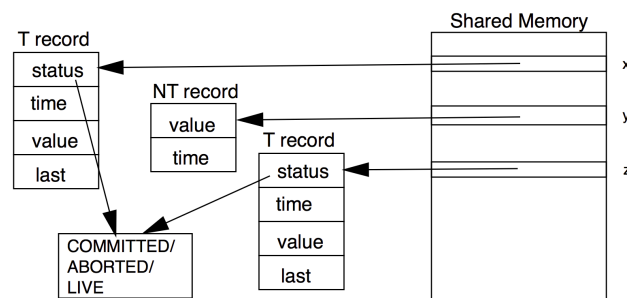 Shared Memory
T record
status
time
value
last
NT record
value
time
T record
status
time
value
last
x
y
z
COMMITTED/
ABORTED/
LIVE